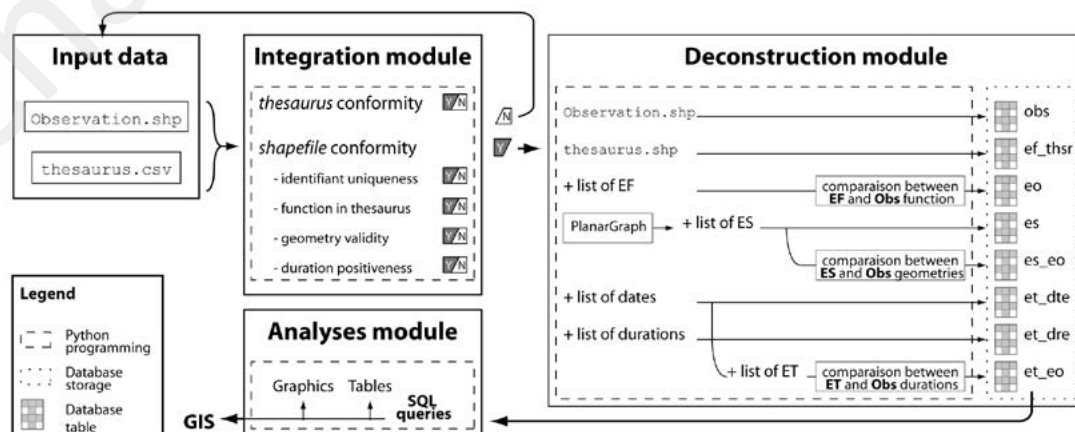 Input data
Observation.shp
thesaurus.csv
Integration module
thesaurus conformity
Y/N
shapefile conformity
- identifiant uniqueness
Y/N
- function in thesaurus
Y/N
- geometry validity
Y/N
- duration positiveness
Y/N
N
Y
Deconstruction module
Observation.shp
obs
thesaurus.shp
ef_thsr
+ list of EF
comparaison between
EF and Obs function
eo
PlanarGraph
+ list of ES
es
comparison between
ES and Obs geometries
es_eo
+ list of dates
et_dte
+ list of durations
et_dre
+ list of ET
comparison between
ET and Obs durations
et_eo
Legend
Python
programming
Database
storage
Database
table
Analyses module
Graphics
Tables
SQL
queries
GIS